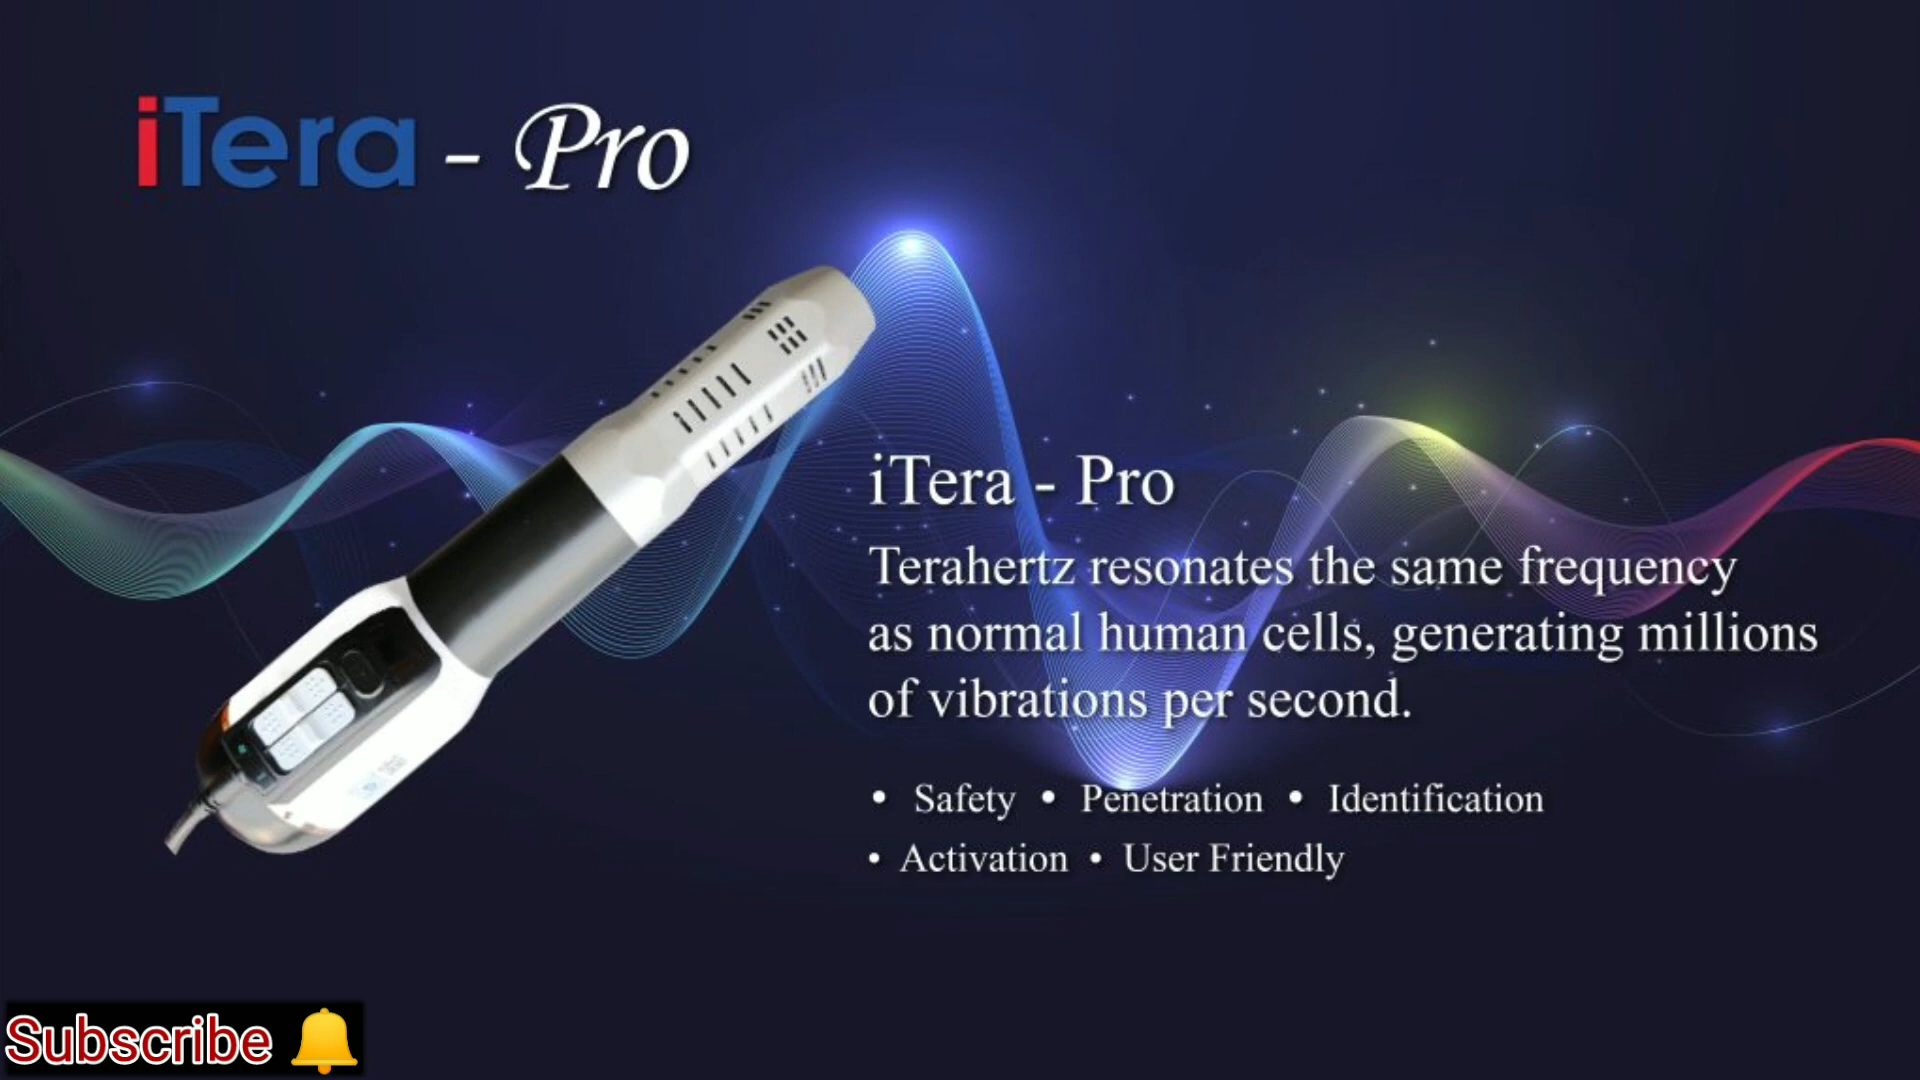 iTera - Pro
iTera - Pro
Terahertz resonates the same frequency
as normal human cells, generating millions
of vibrations per second.
• Safety • Penetration • Identification
• Activation • User Friendly
Subscribe